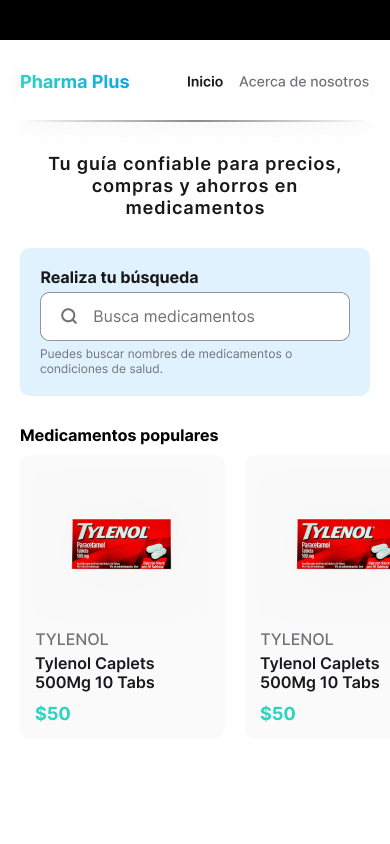 Pharma Plus
Inicio
Acerca de nosotros
Tu guía confiable para precios,
compras y ahorros en
medicamentos
Realiza tu búsqueda
Busca medicamentos
Puedes buscar nombres de medicamentos o
condiciones de salud.
Medicamentos populares
TYLENOL
Paracetamol
Tableta
500 mg
TYLENOL
Tylenol Caplets
500Mg 10 Tabs
$50
TYLENOL
Paracetamol
Tableta
500 mg
TYLENOL
Tylenol Caplets
500Mg 10 Tabs
$50